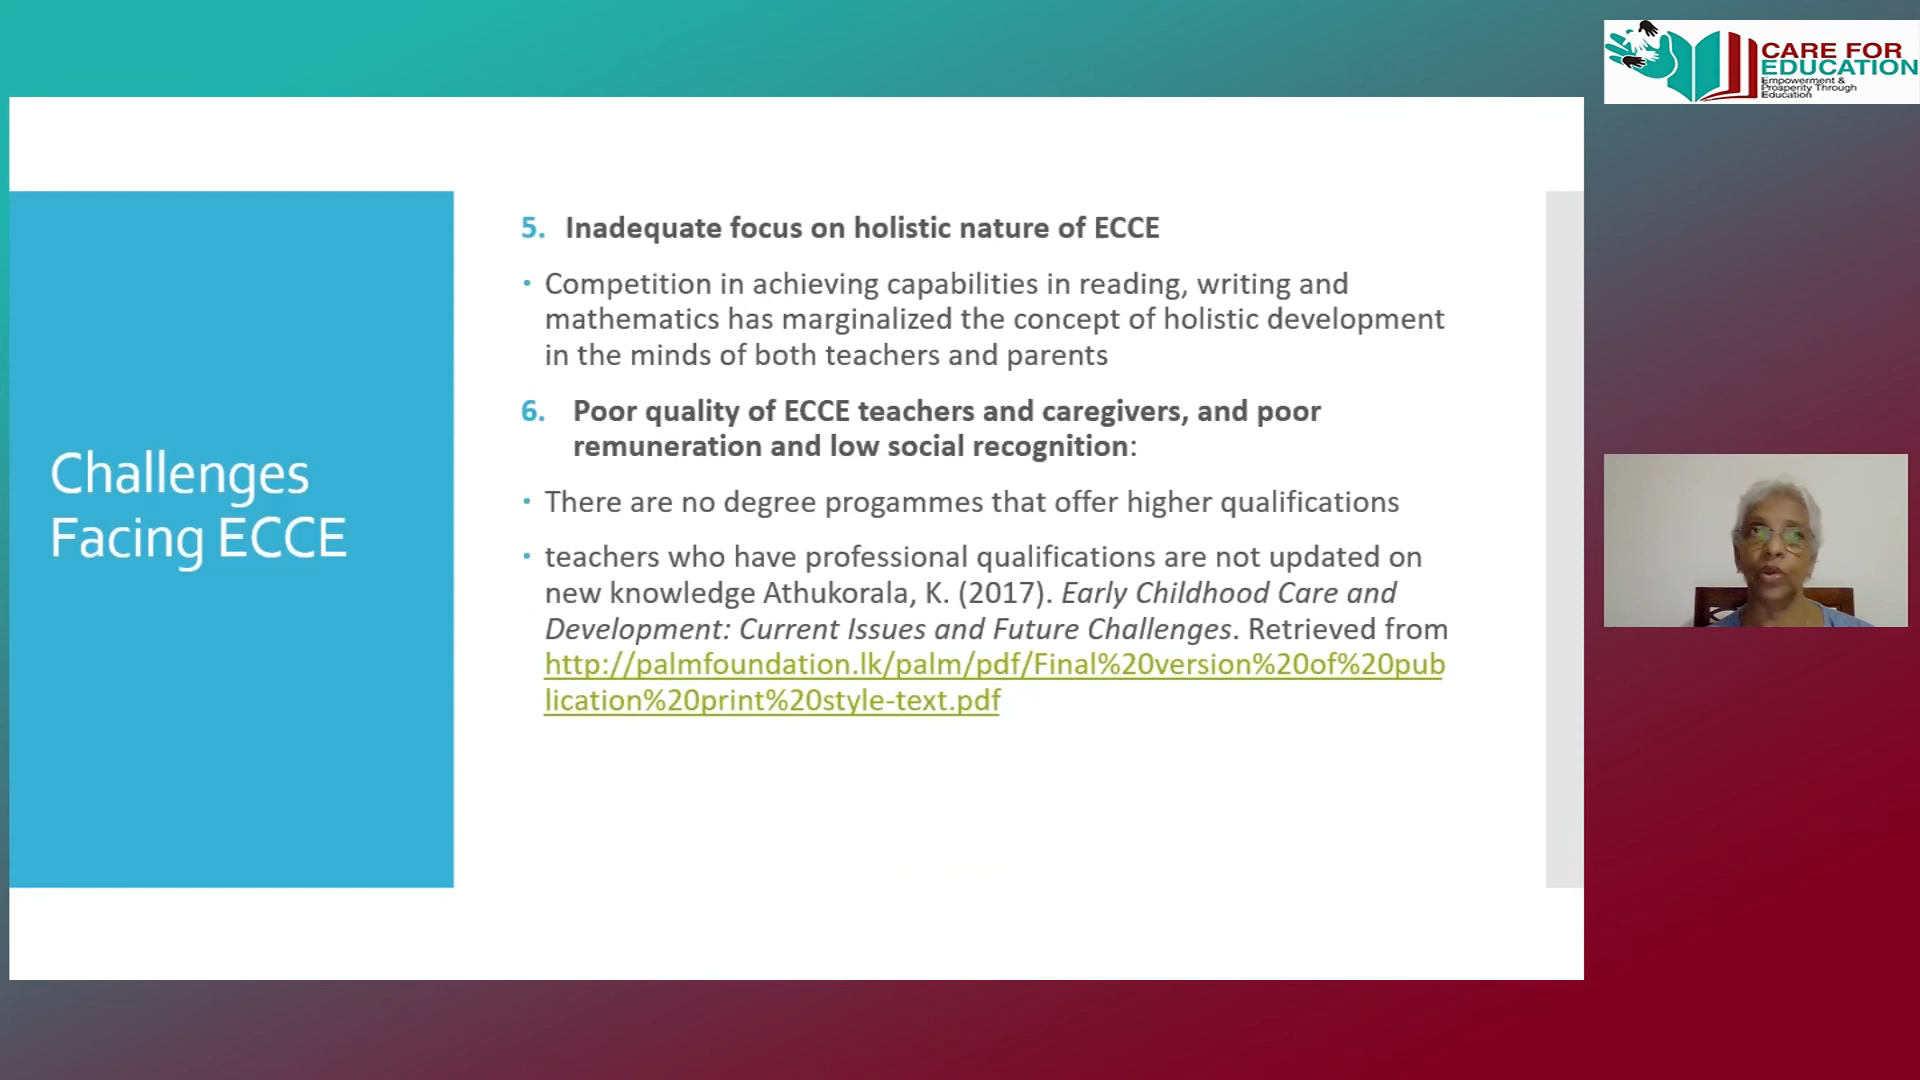 CARE FOR
EDUCATION
Empowerment &
Prosperity Through
Education
Challenges
Facing ECCE
5. Inadequate focus on holistic nature of ECCE
• Competition in achieving capabilities in reading, writing and
mathematics has marginalized the concept of holistic development
in the minds of both teachers and parents
6. Poor quality of ECCE teachers and caregivers, and poor
remuneration and low social recognition:
• There are no degree progammes that offer higher qualifications
• teachers who have professional qualifications are not updated on
new knowledge Athukorala, K. (2017). Early Childhood Care and
Development: Current Issues and Future Challenges. Retrieved from
http://palmfoundation.lk/palm/pdf/Final%20version%20of%20pub
lication%20print%20style-text.pdf